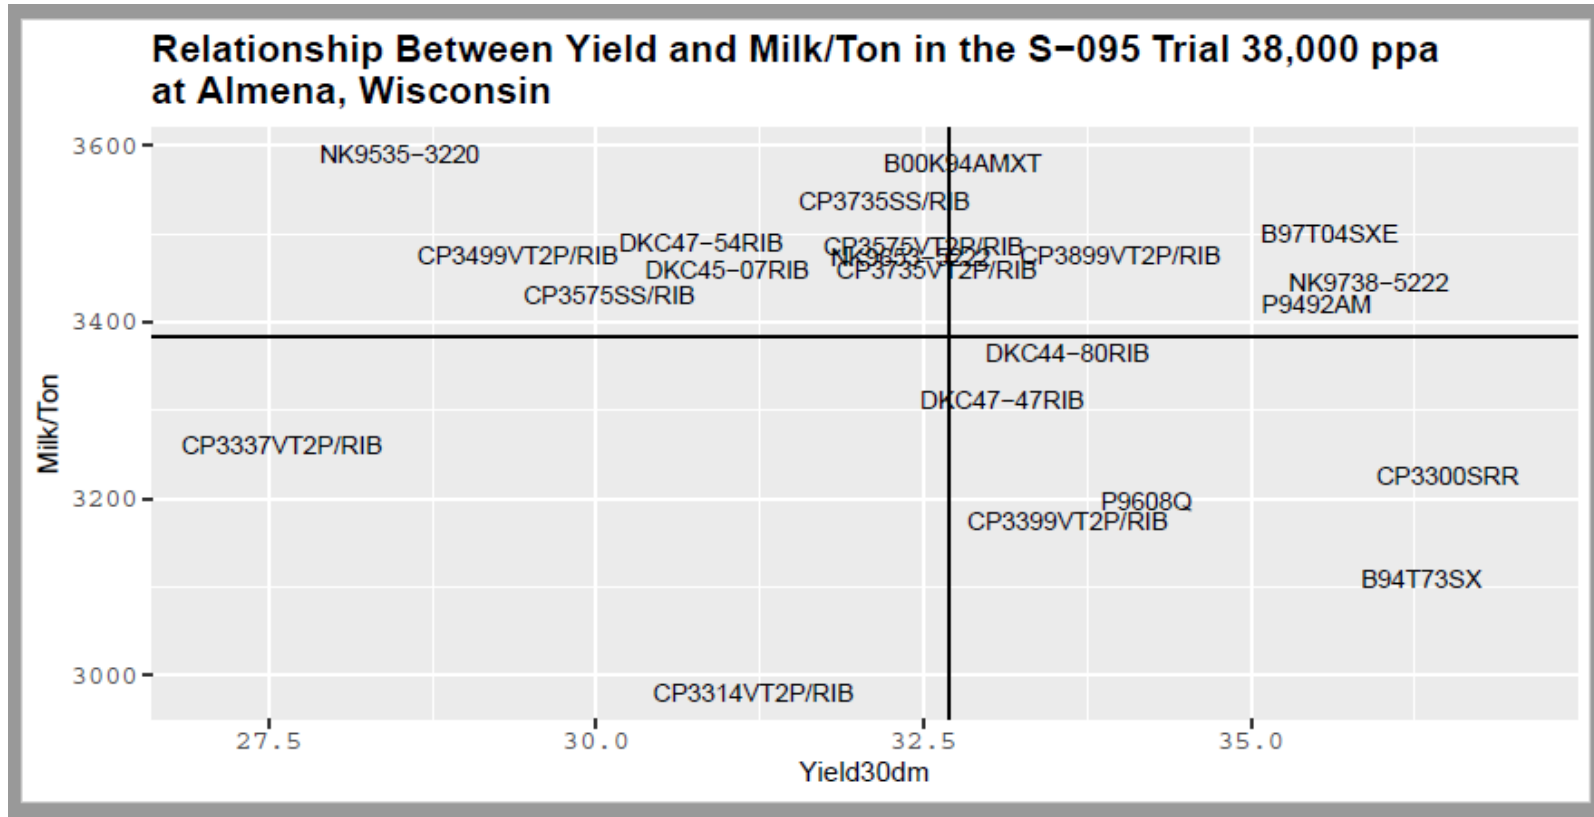 Relationship Between Yield and Milk/Ton in the S−095 Trial 38,000 ppa
at Almena, Wisconsin
3600
NK9535−3220
B00K94AMXT
CP3735SS/RIB
B97T04SXE
DKC47−54RIB
CP3575VT2P/RIB
CP3499VT2P/RIB
NK9653−5222
CP3899VT2P/RIB
DKC45−07RIB
CP3735VT2P/RIB
NK9738−5222
CP3575SS/RIB
P9492AM
3400
DKC44−80RIB
DKC47−47RIB
Milk/Ton
CP3337VT2P/RIB
CP3300SRR
3200
P9608Q
CP3399VT2P/RIB
B94T73SX
3000
CP3314VT2P/RIB
27.5 30.0 32.5 35.0
Yield30dm